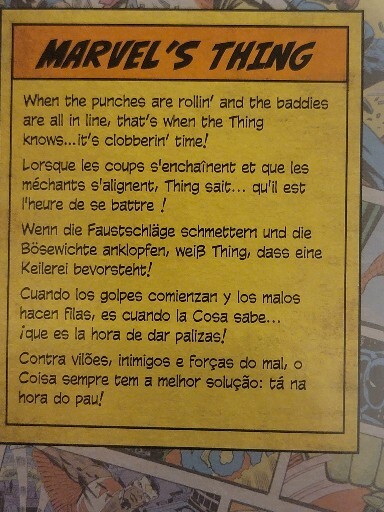 MARVEL'S THING
When the punches are rollin' and the baddies
are all in line, that's when the Thing
knows...it's clobberin' time!
Lorsque les coups s'enchaînent et que les
méchants s'alignent, Thing sait... qu'il est
l'heure de se battre !
Wenn die Faustschläge schmettern und die
Bösewichte anklopfen, weiß Thing, dass eine
Keilerei bevorsteht!
Cuando los golpes comienzan y los malos
hacen filas, es cuando la Cosa sabe...
¡que es la hora de dar palizas!
Contra vilões, inimigos e forças do mal, o
Coisa sempre tem a melhor solução: tá na
hora do pau!